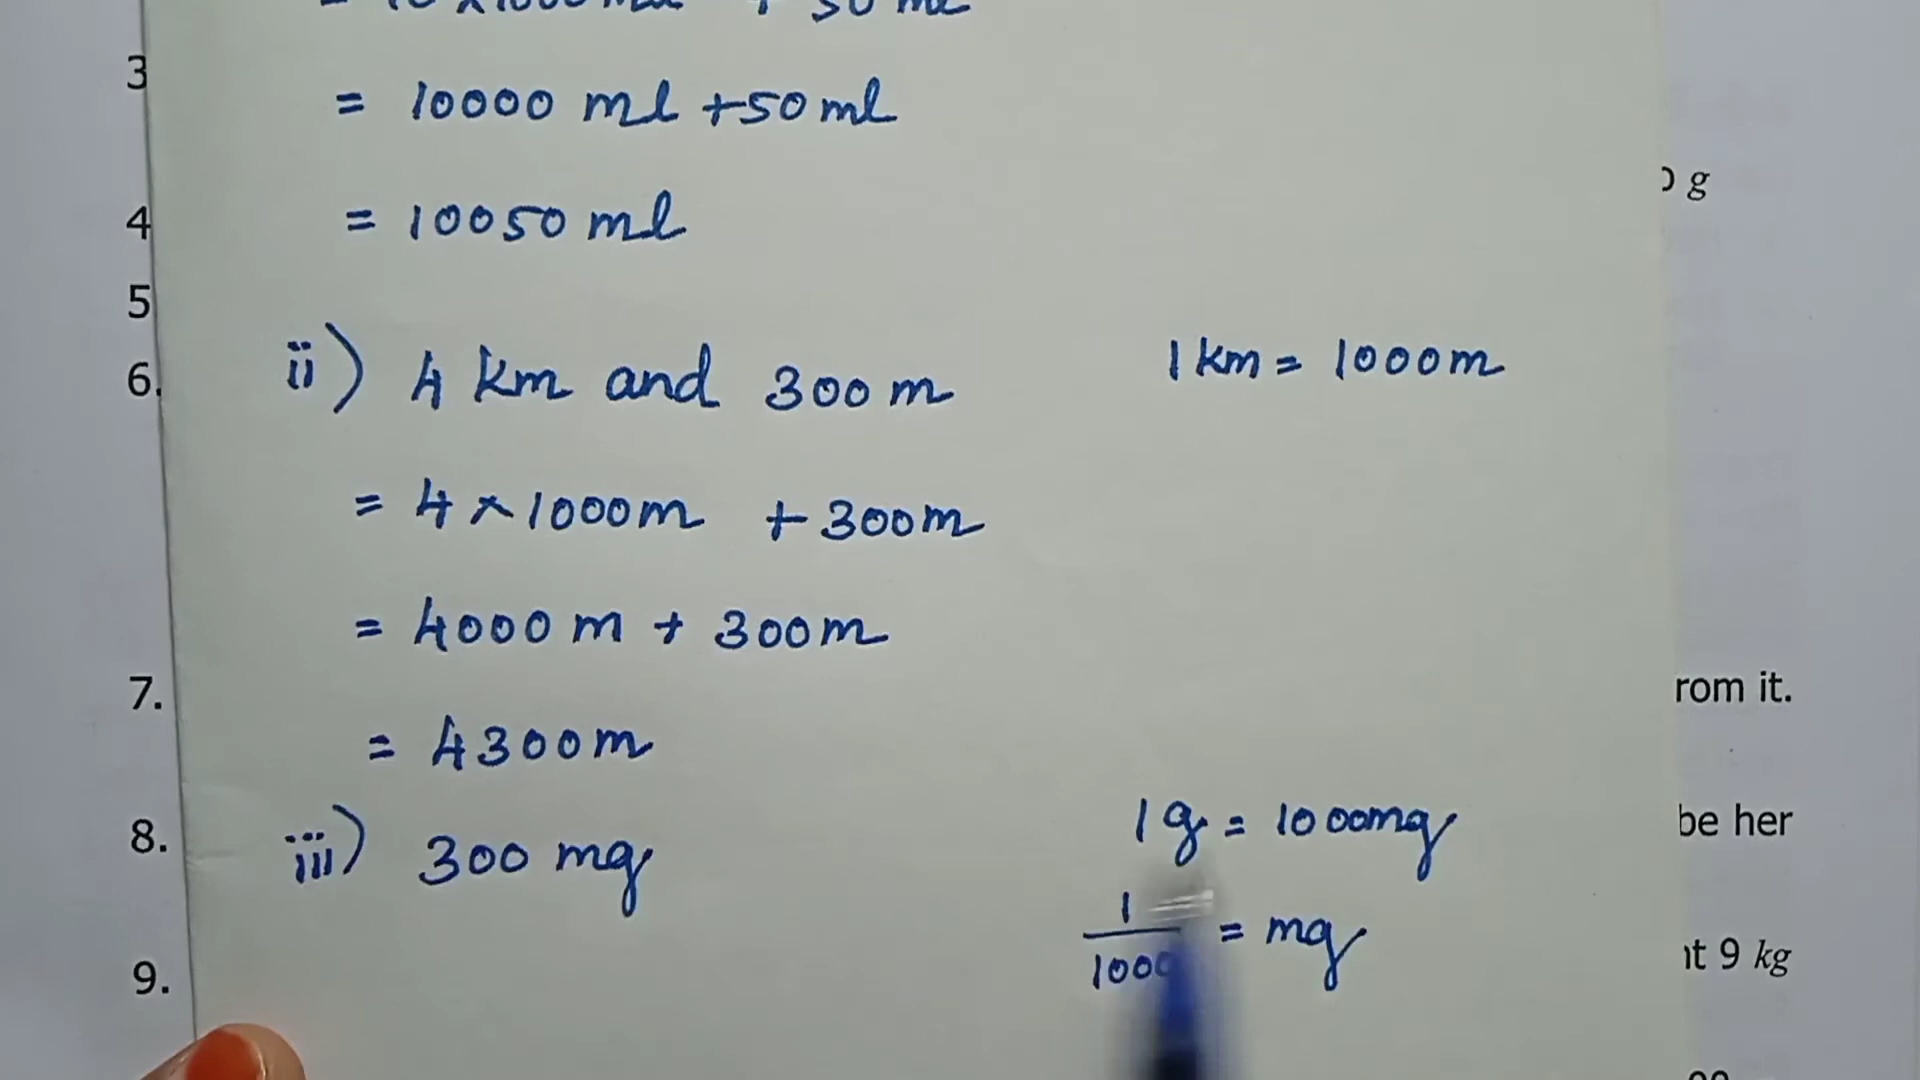 = 10000 ml + 50 ml
= 10050 ml
ii) 4 km and 300 m
1 km = 1000 m
= 4 × 1000 m + 300 m
= 4000 m + 300 m
= 4300 m
iii) 300 mg
1 g = 1000 mg
1/1000 = mg
3
4
5
6.
7.
8.
9.
g
rom it.
be her
9 kg